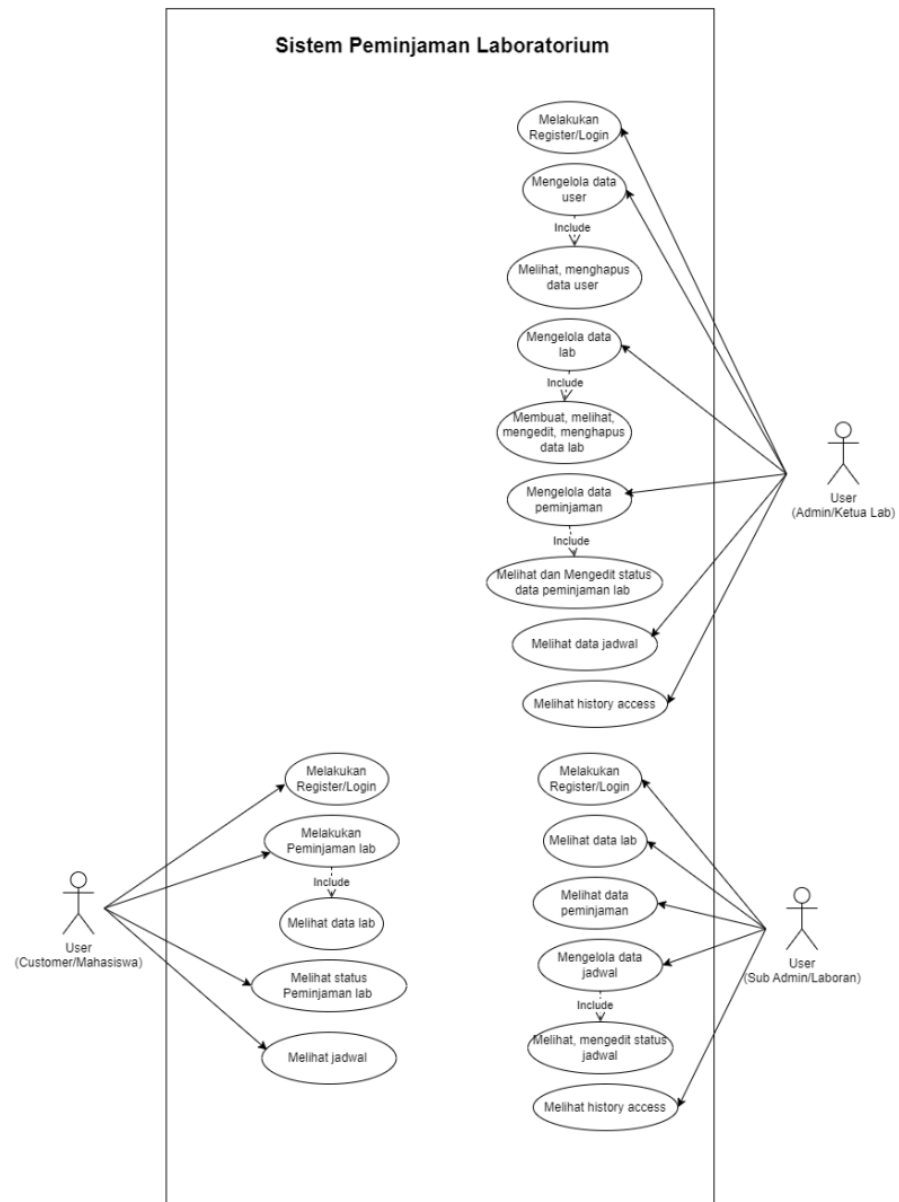 Sistem Peminjaman Laboratorium
Melakukan
Register/Login
Mengelola data
user
Include
Melihat, menghapus
data user
Mengelola data
lab
Include
Membuat, melihat,
mengedit, menghapus
data lab
Mengelola data
peminjaman
Include
Melihat dan Mengedit status
data peminjaman lab
Melihat data jadwal
Melihat history access
User
(Admin/Ketua Lab)
Melakukan
Register/Login
Melakukan
Peminjaman lab
Include
Melihat data lab
Melihat status
Peminjaman lab
Melihat jadwal
User
(Customer/Mahasiswa)
Melakukan
Register/Login
Melihat data lab
Melihat data
peminjaman
Mengelola data
jadwal
Include
Melihat, mengedit status
jadwal
Melihat history access
User
(Sub Admin/Laboran)